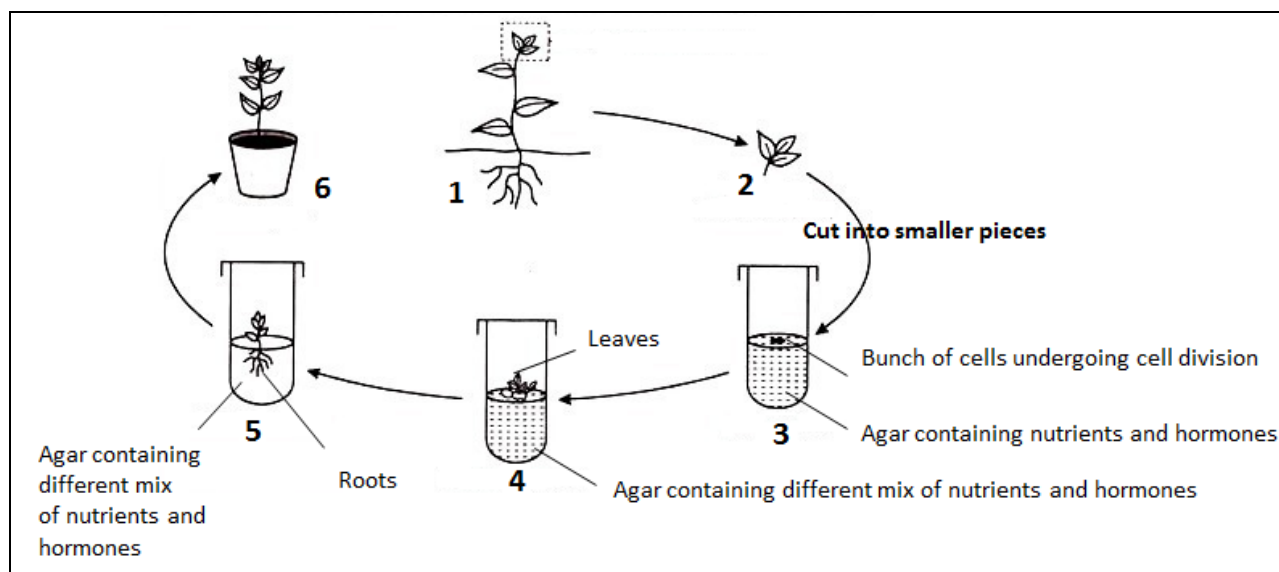 6
1
2
Cut into smaller pieces
Leaves
Bunch of cells undergoing cell division
3
Agar containing nutrients and hormones
4
Agar containing different mix of nutrients and hormones
5
Roots
Agar containing
different mix
of nutrients and
hormones